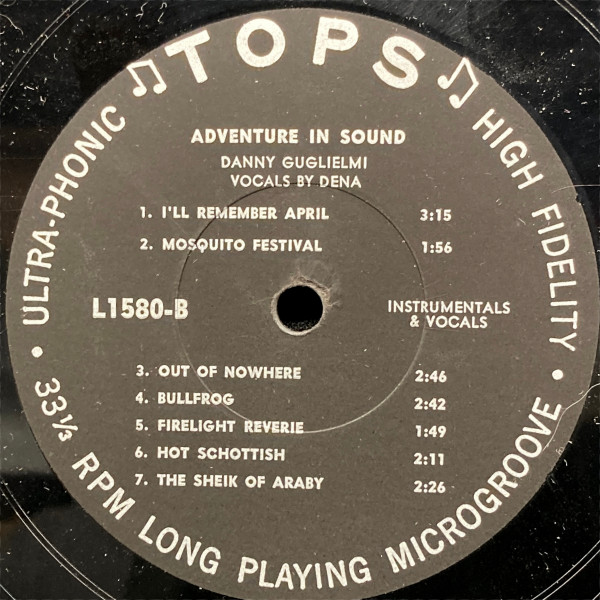 ♫ TOPS ♫
ULTRA-PHONIC
HIGH FIDELITY
ADVENTURE IN SOUND
DANNY GUGLIELMI
VOCALS BY DENA
1. I'LL REMEMBER APRIL 3:15
2. MOSQUITO FESTIVAL 1:56
L1580-B
INSTRUMENTALS
& VOCALS
3. OUT OF NOWHERE 2:46
4. BULLFROG 2:42
5. FIRELIGHT REVERIE 1:49
6. HOT SCHOTTISH 2:11
7. THE SHEIK OF ARABY 2:26
• 33⅓ RPM LONG PLAYING MICROGROOVE •